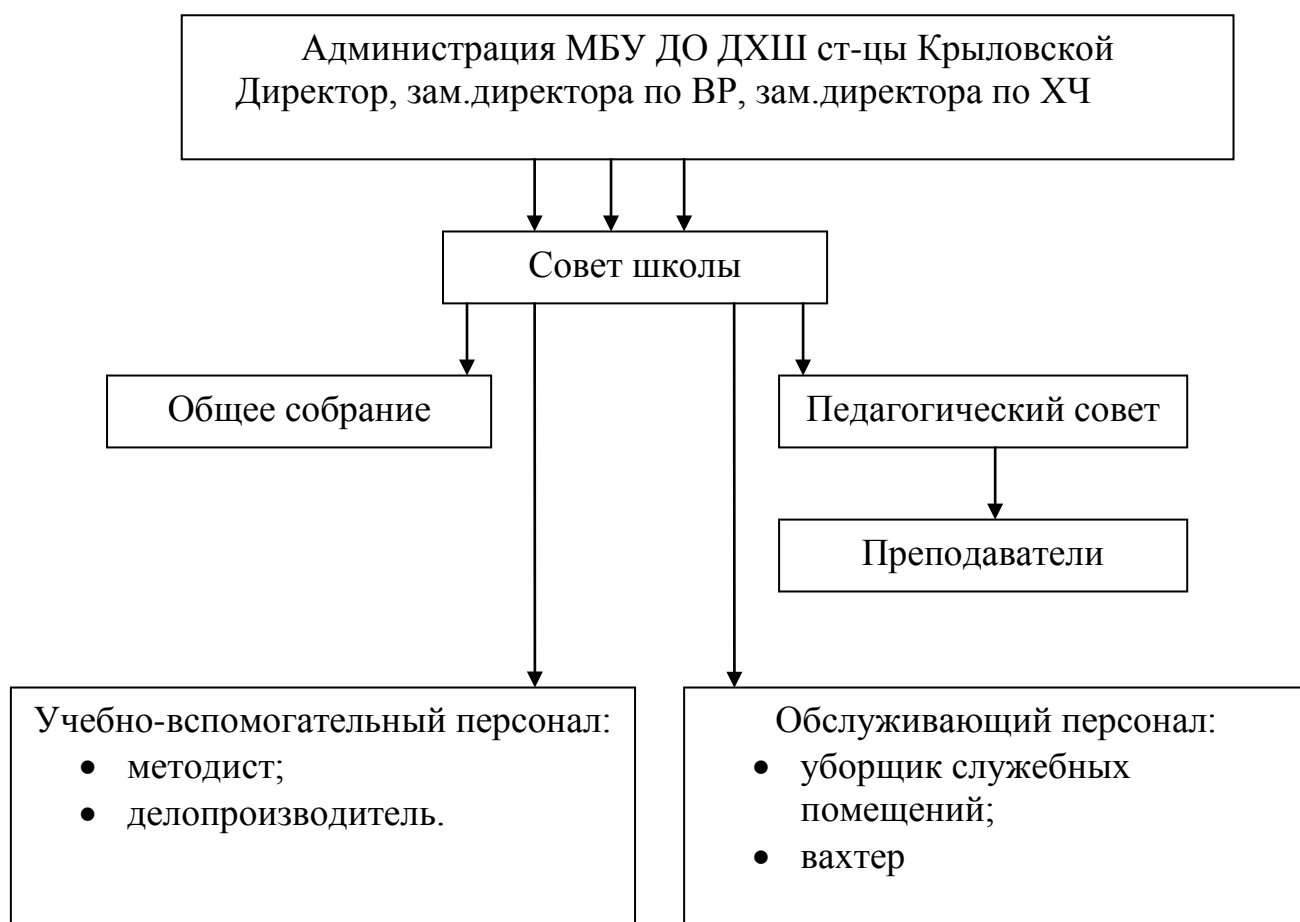 Администрация МБУ ДО ДХШ ст-цы Крыловской
Директор, зам.директора по ВР, зам.директора по ХЧ
Совет школы
Общее собрание
Педагогический совет
Преподаватели
Учебно-вспомогательный персонал:
• методист;
• делопроизводитель.
Обслуживающий персонал:
• уборщик служебных
помещений;
• вахтер